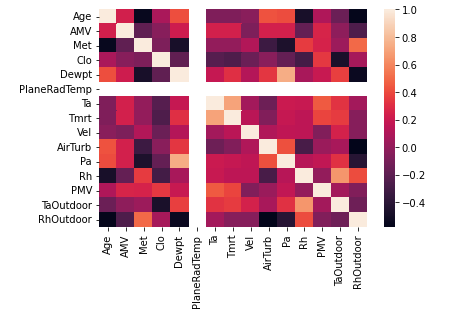 Age
AMV
Met
Clo
Dewpt
PlaneRadTemp
Ta
Tmrt
Vel
AirTurb
Pa
Rh
PMV
TaOutdoor
RhOutdoor
Age
AMV
Met
Clo
Dewpt
PlaneRadTemp
Ta
Tmrt
Vel
AirTurb
Pa
Rh
PMV
TaOutdoor
RhOutdoor
1.0
0.8
0.6
0.4
0.2
0.0
−0.2
−0.4